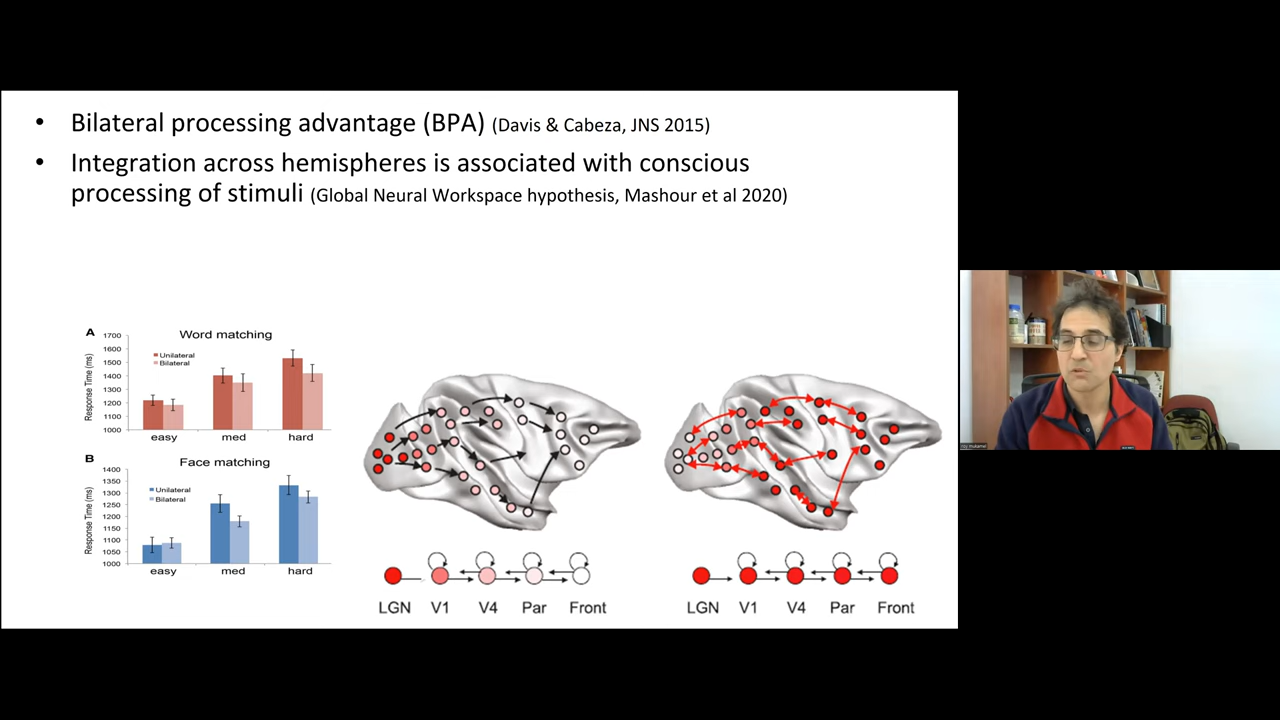 • Bilateral processing advantage (BPA) (Davis & Cabeza, JNS 2015)
• Integration across hemispheres is associated with conscious
processing of stimuli (Global Neural Workspace hypothesis, Mashour et al 2020)
A
Word matching
Response Time (ms)
1700
1600
1500
1400
1300
1200
1100
1000
Unilateral
Bilateral
easy med hard
B
Face matching
Response Time (ms)
1400
1350
1300
1250
1200
1150
1100
1050
1000
Unilateral
Bilateral
easy med hard
LGN V1 V4 Par Front
LGN V1 V4 Par Front